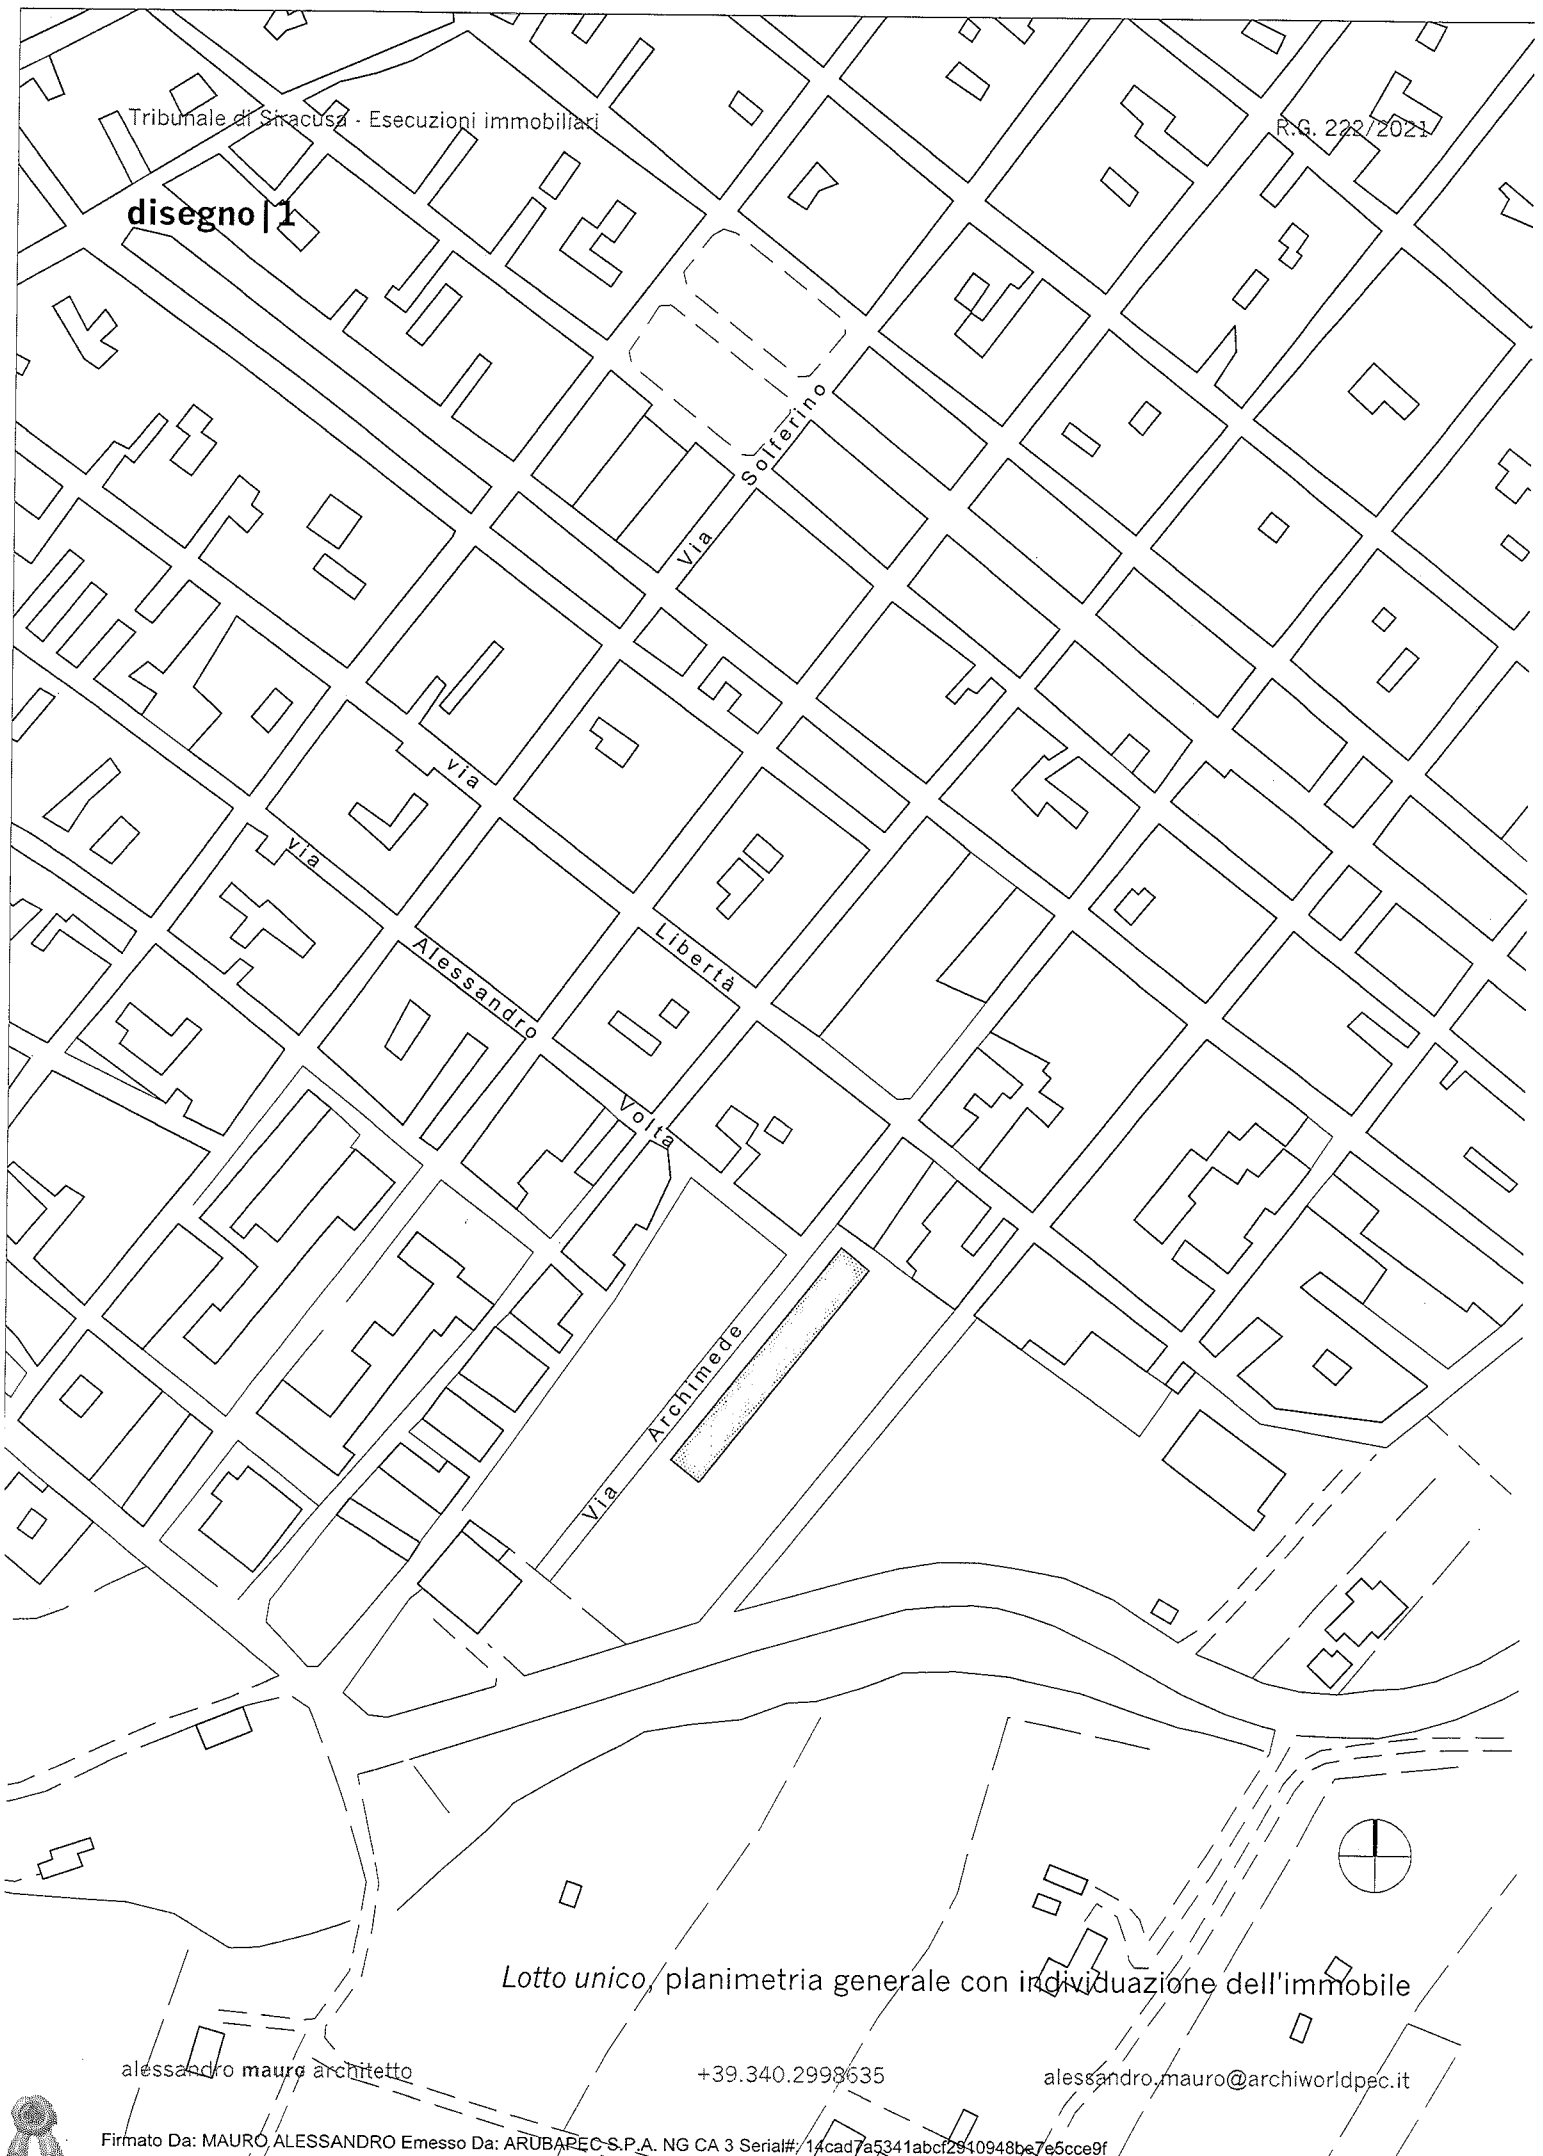 Tribunale di Siracusa - Esecuzioni immobiliari
R.G. 222/2021
disegno|1
Via Solferino
via Libertà
via Alessandro Volta
Via Archimede
Lotto unico, planimetria generale con individuazione dell'immobile
alessandro mauro architetto
+39.340.2998635
alessandro.mauro@archiworldpec.it
Firmato Da: MAURO ALESSANDRO Emesso Da: ARUBAPEC S.P.A. NG CA 3 Serial#: 14cad7a5341abcf2910948be7e5cce9f